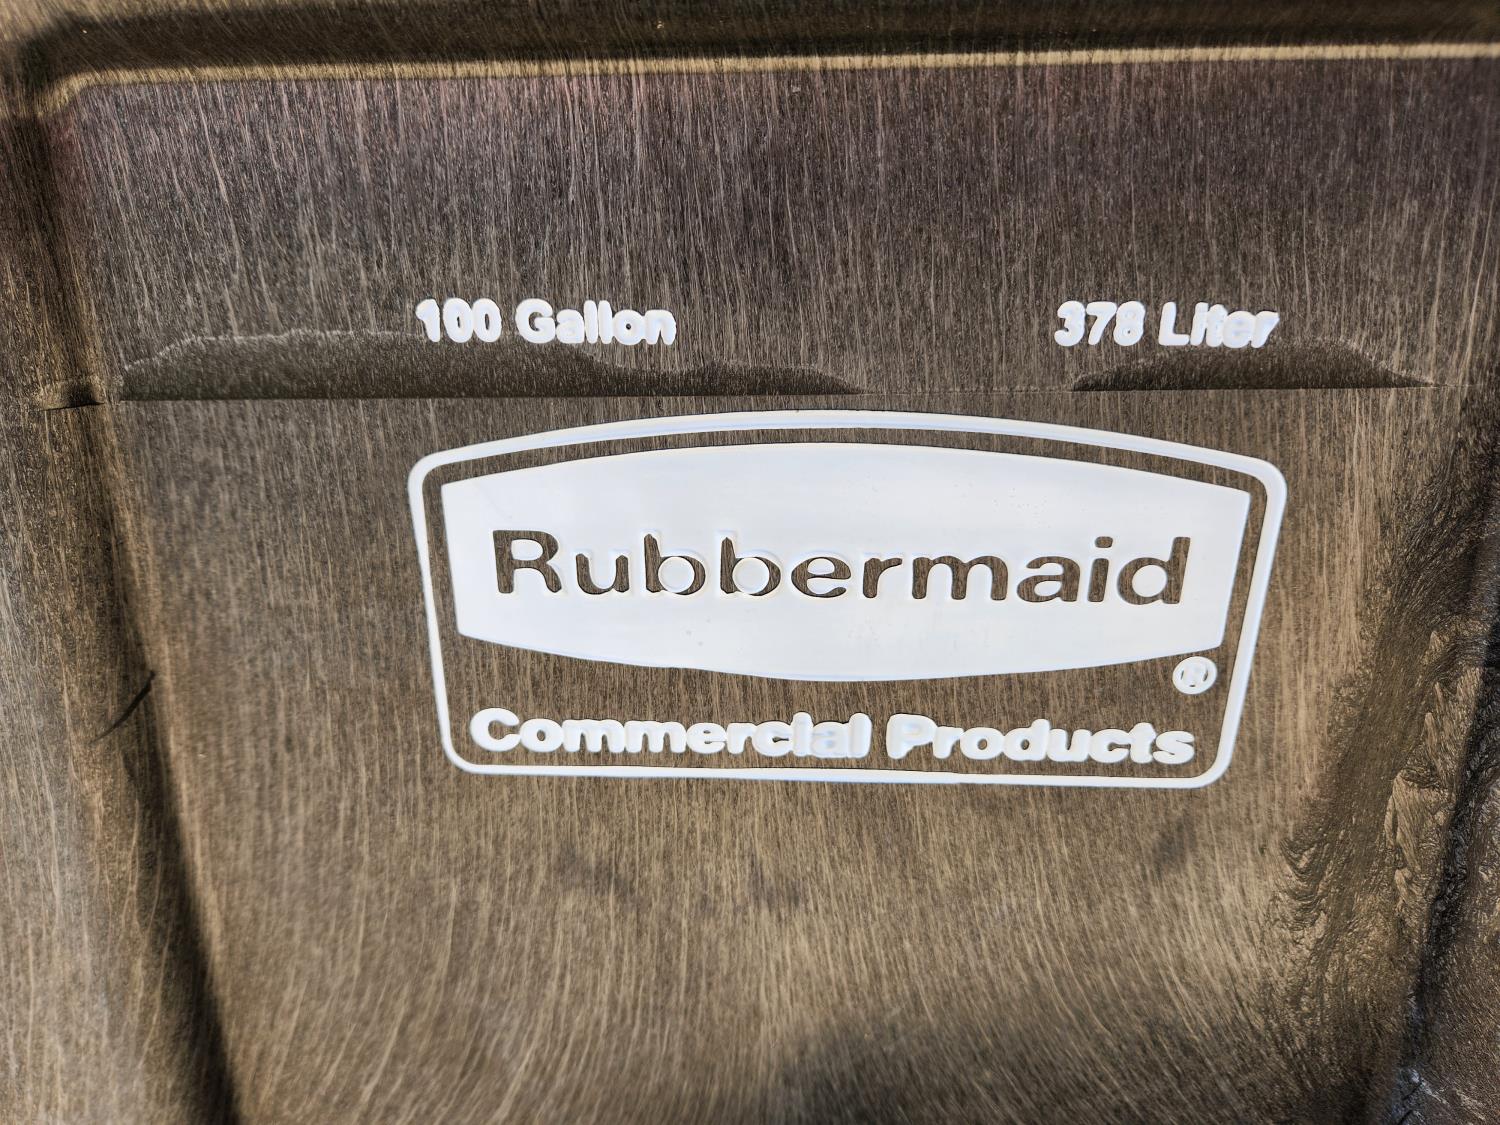 100 Gallon 378 Liter
Rubbermaid
®
Commercial Products